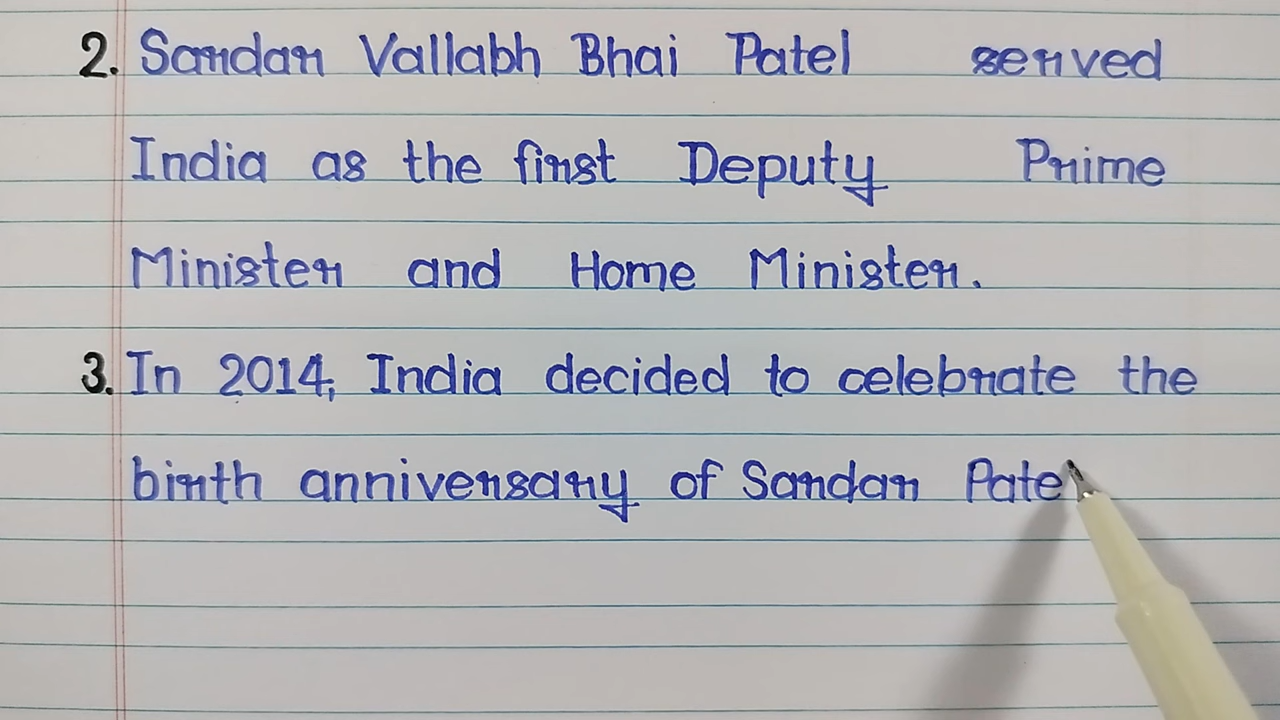 2. Sardar Vallabh Bhai Patel served
India as the first Deputy Prime
Minister and Home Minister.
3. In 2014, India decided to celebrate the
birth anniversary of Sardar Pate